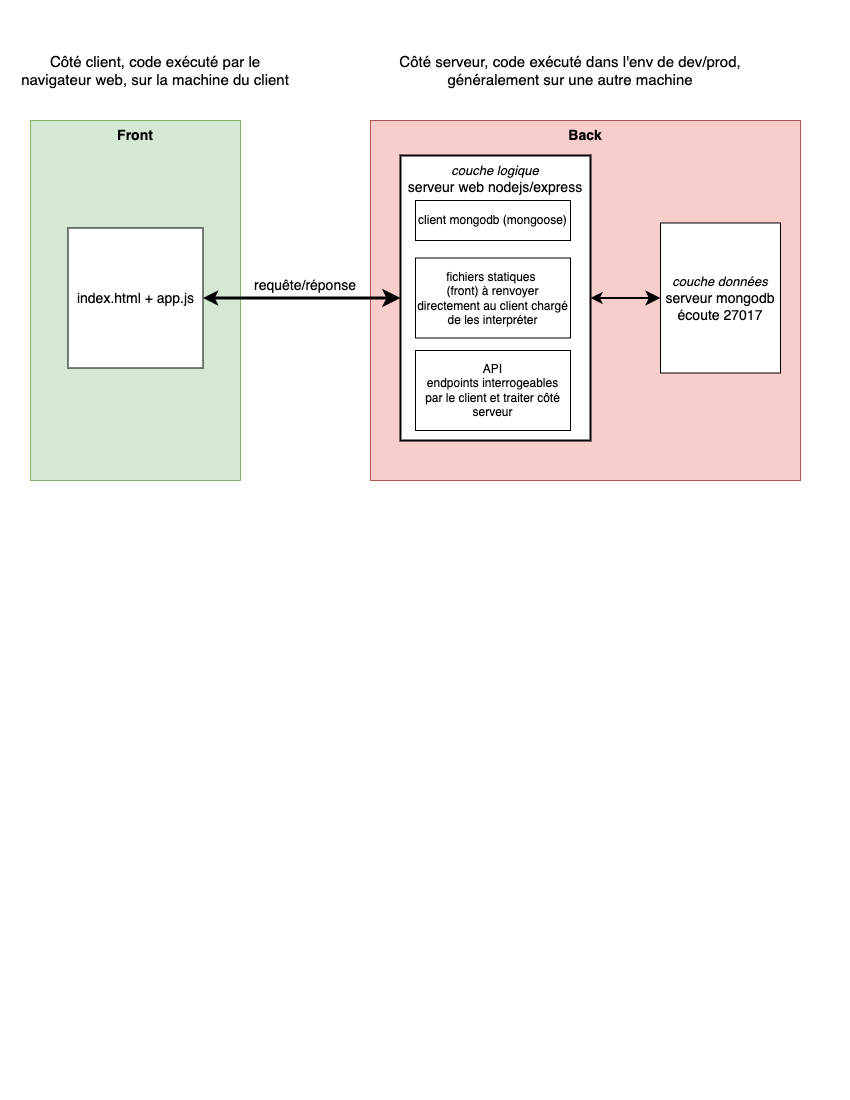 Côté client, code exécuté par le
navigateur web, sur la machine du client
Côté serveur, code exécuté dans l'env de dev/prod,
généralement sur une autre machine
Front
index.html + app.js
requête/réponse
Back
couche logique
serveur web nodejs/express
client mongodb (mongoose)
fichiers statiques
(front) à renvoyer
directement au client chargé
de les interpréter
API
endpoints interrogeables
par le client et traiter côté
serveur
couche données
serveur mongodb
écoute 27017